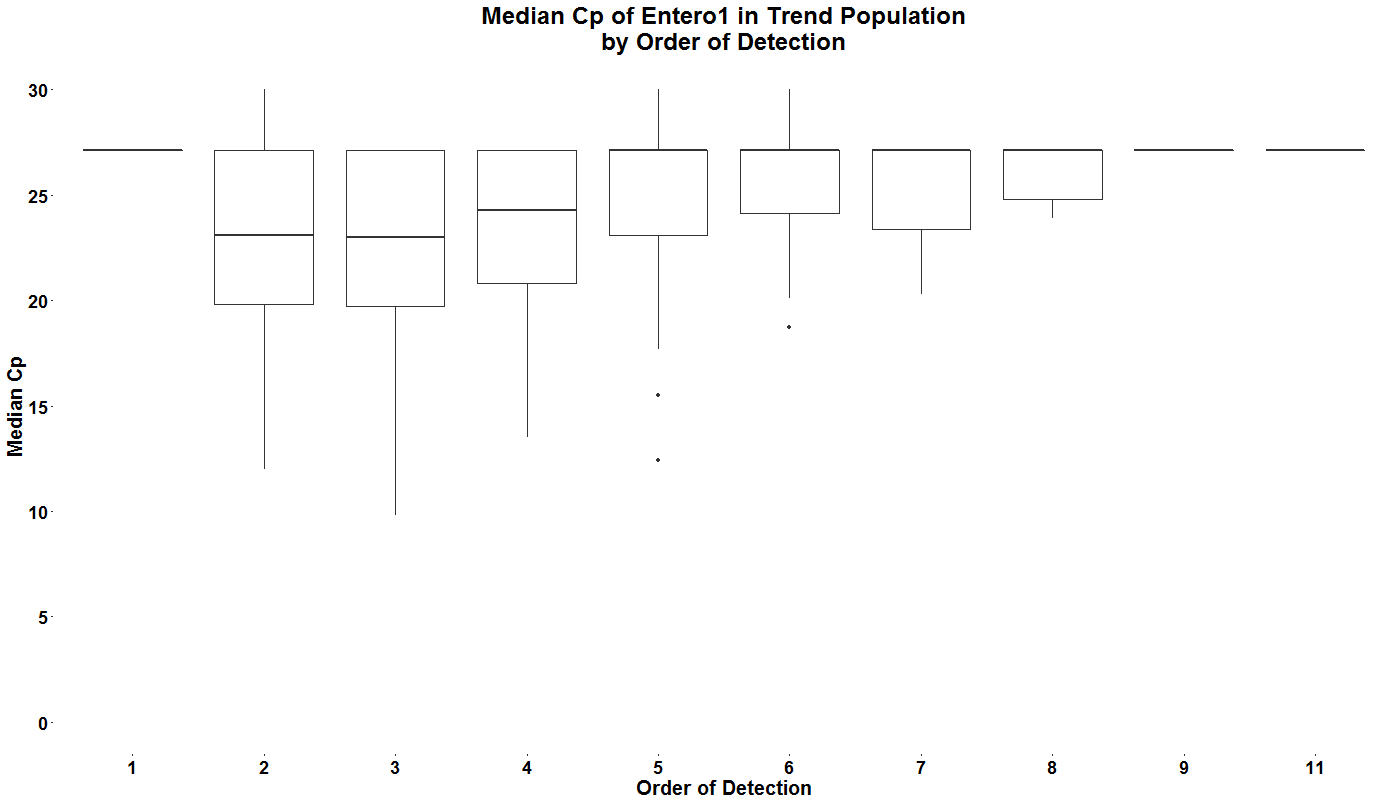 Median Cp of Entero1 in Trend Population
by Order of Detection
30
25
20
15
10
5
0
Median Cp
1 2 3 4 5 6 7 8 9 11
Order of Detection